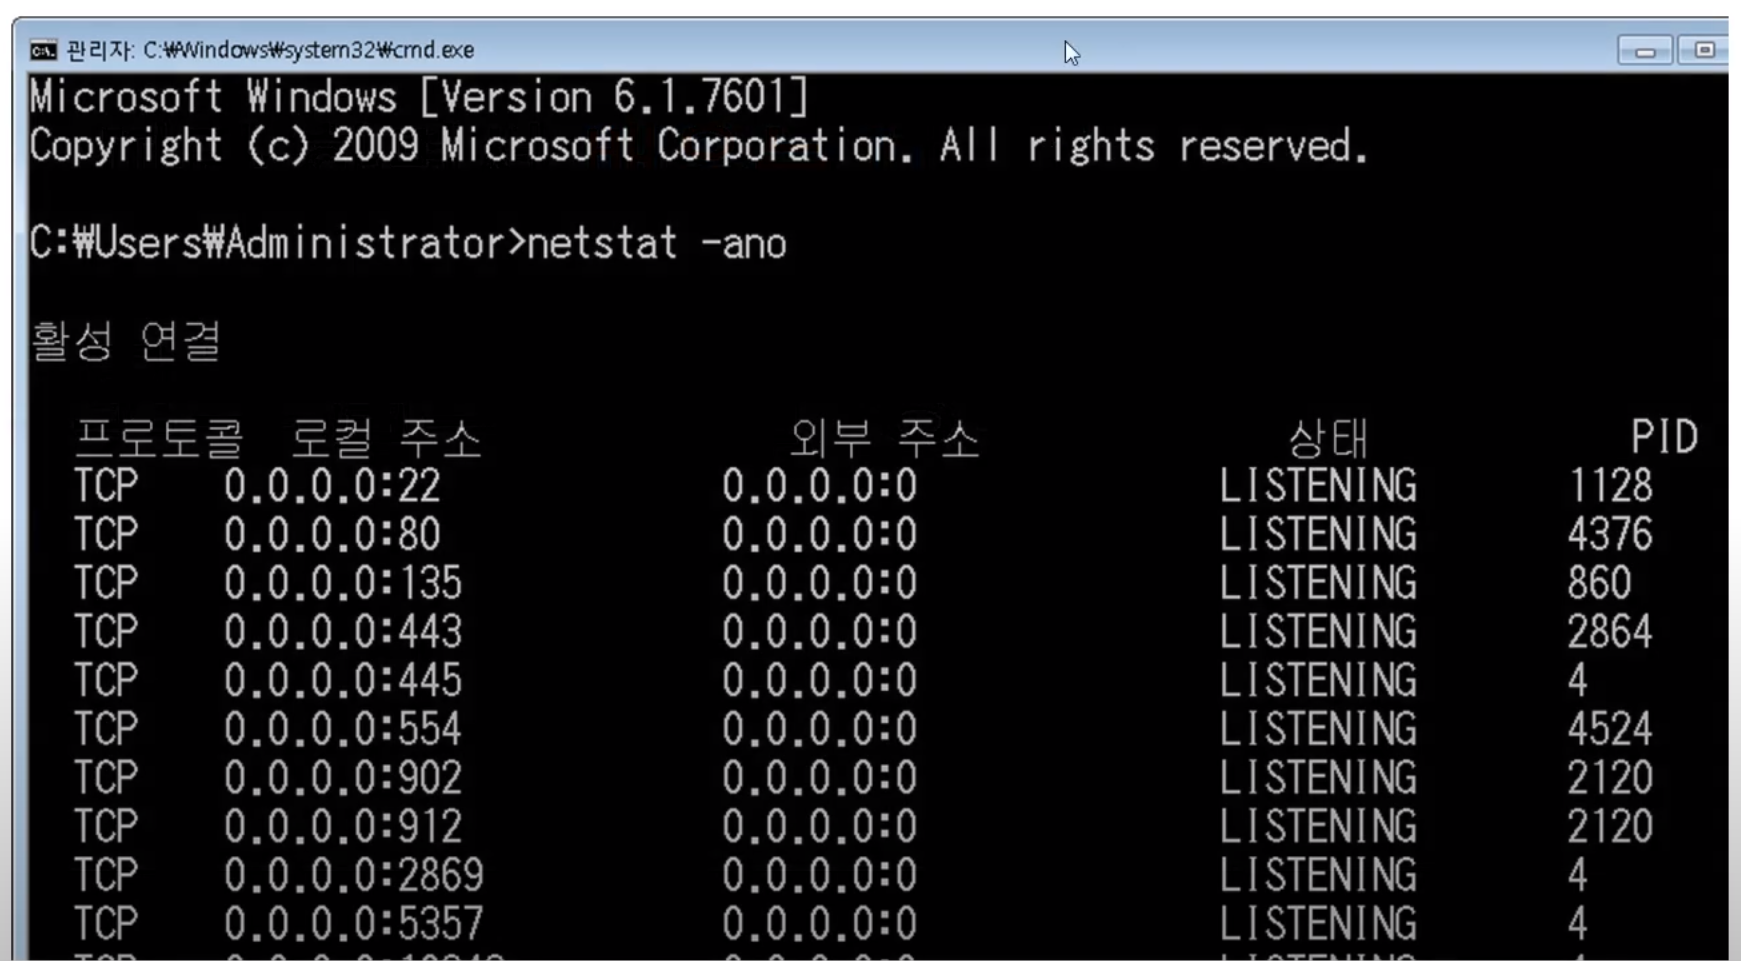 관리자: C:₩Windows₩system32₩cmd.exe
Microsoft Windows [Version 6.1.7601]
Copyright (c) 2009 Microsoft Corporation. All rights reserved.
C:₩Users₩Administrator>netstat -ano
활성 연결
프로토콜 로컬 주소 외부 주소 상태 PID
TCP 0.0.0.0:22 0.0.0.0:0 LISTENING 1128
TCP 0.0.0.0:80 0.0.0.0:0 LISTENING 4376
TCP 0.0.0.0:135 0.0.0.0:0 LISTENING 860
TCP 0.0.0.0:443 0.0.0.0:0 LISTENING 2864
TCP 0.0.0.0:445 0.0.0.0:0 LISTENING 4
TCP 0.0.0.0:554 0.0.0.0:0 LISTENING 4524
TCP 0.0.0.0:902 0.0.0.0:0 LISTENING 2120
TCP 0.0.0.0:912 0.0.0.0:0 LISTENING 2120
TCP 0.0.0.0:2869 0.0.0.0:0 LISTENING 4
TCP 0.0.0.0:5357 0.0.0.0:0 LISTENING 4